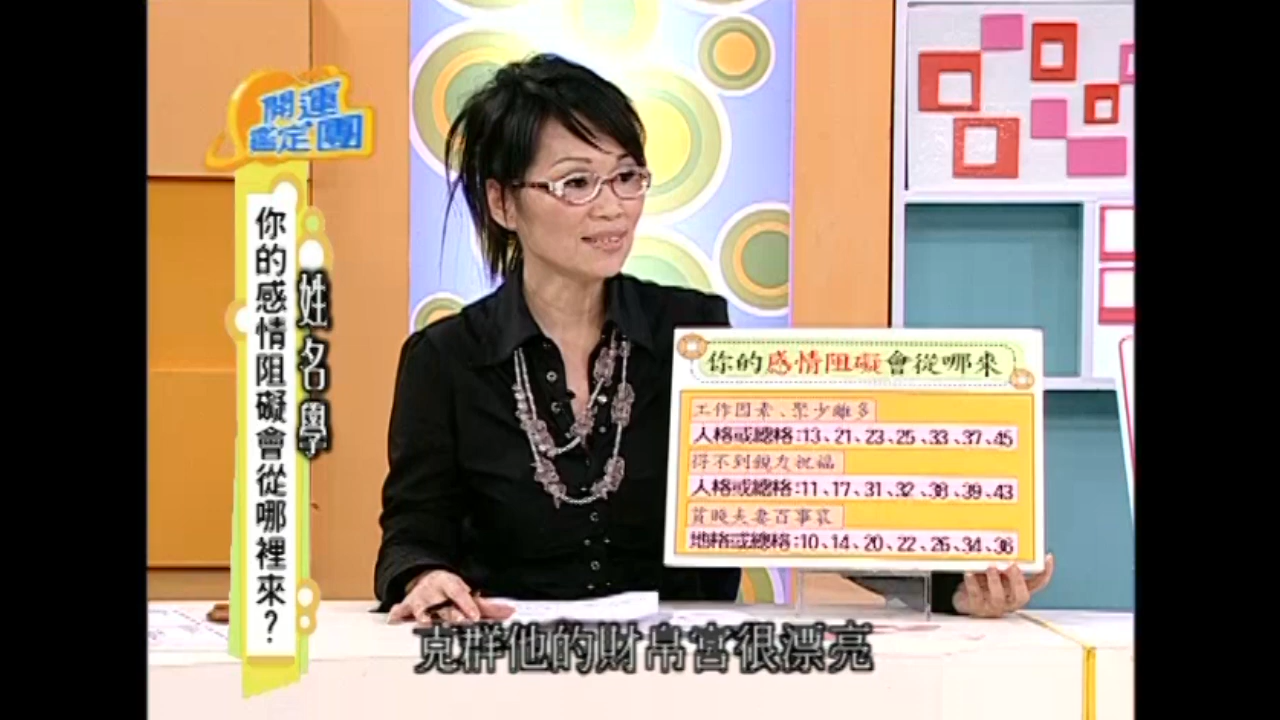 開運
鑑定團
姓名學
你的感情阻礙會從哪裡來？
你的感情阻礙會從哪來
工作因素、聚少離多
人格或總格:13、21、23、25、33、37、45
得不到親友祝福
人格或總格:11、17、31、32、38、39、43
貧賤夫妻百事哀
地格或總格:10、14、20、22、26、34、36
克群他的財帛宮很漂亮